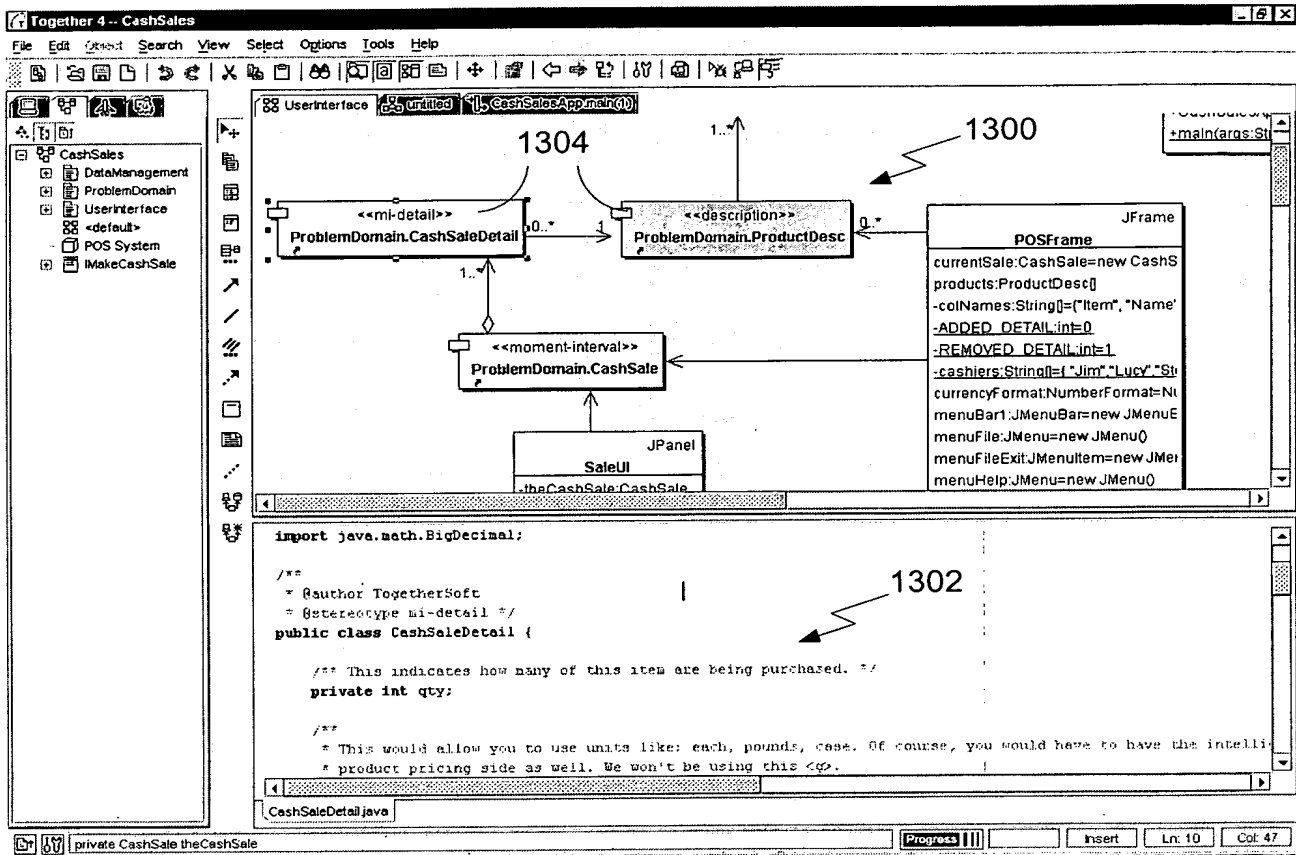 Together 4 -- CashSales
File Edit Object Search View Select Options Tools Help
UserInterface untitled CashSalesApp.main(1)
CashSales
DataManagement
ProblemDomain
UserInterface
<default>
POS System
IMakeCashSale
1304
1300
1..*
+main(args:St
<<mi-detail>>
ProblemDomain.CashSaleDetail
0..*
1
<<description>>
ProblemDomain.ProductDesc
0..*
JFrame
POSFrame
currentSale:CashSale=new CashS
products:ProductDesc[]
-colNames:String[]={"Item", "Name"
-ADDED_DETAIL:int=0
-REMOVED_DETAIL:int=1
-cashiers:String[]={ "Jim","Lucy","St
currencyFormat:NumberFormat=Nu
menuBar1:JMenuBar=new JMenuB
menuFile:JMenu=new JMenu()
menuFileExit:JMenuItem=new JMen
menuHelp:JMenu=new JMenu()
1..*
<<moment-interval>>
ProblemDomain.CashSale
JPanel
SaleUI
-theCashSale:CashSale
import java.math.BigDecimal;
/**
* @author TogetherSoft
* @stereotype mi-detail */
public class CashSaleDetail {
1302
/** This indicates how many of this item are being purchased. */
private int qty;
/**
* This would allow you to use units like: each, pounds, case. Of course, you would have to have the intelli
* product pricing side as well. We won't be using this
CashSaleDetail.java
private CashSale theCashSale
Progress
Insert
Ln: 10
Col: 47